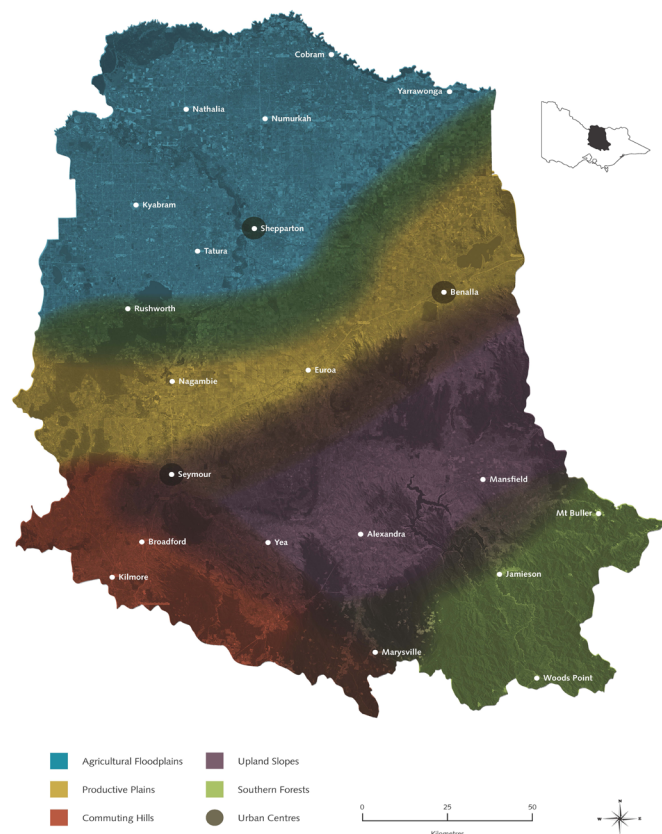 Cobram
Yarrawonga
Nathalia
Numurkah
Kyabram
Shepparton
Tatura
Benalla
Rushworth
Euroa
Nagambie
Seymour
Mansfield
Mt Buller
Alexandra
Broadford
Yea
Jamieson
Kilmore
Marysville
Woods Point
Agricultural Floodplains
Upland Slopes
Productive Plains
Southern Forests
Commuting Hills
Urban Centres
0 25 50
Kilometres
N
W E
S